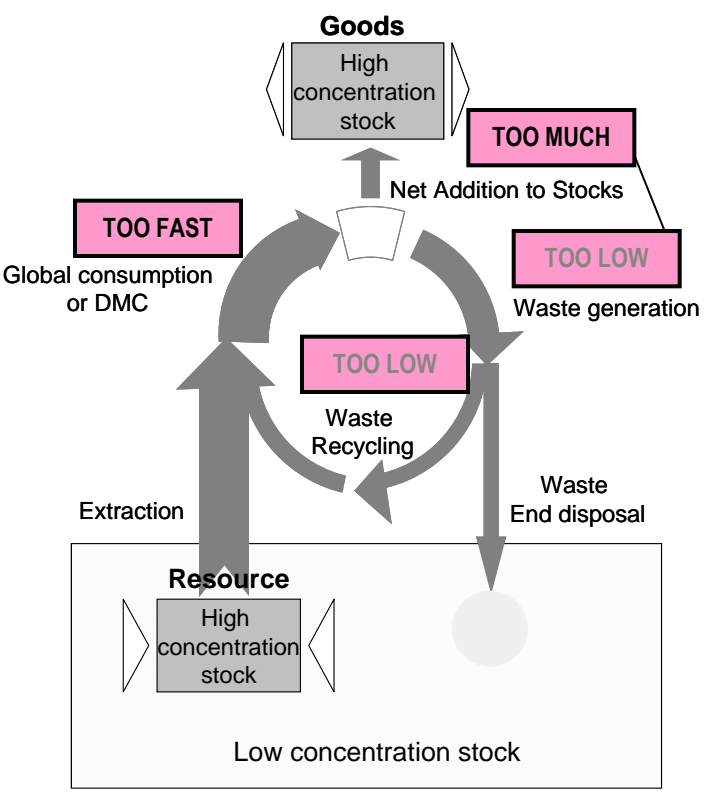 Goods
High
concentration
stock
TOO MUCH
Net Addition to Stocks
TOO FAST
Global consumption
or DMC
TOO LOW
Waste generation
TOO LOW
Waste
Recycling
Extraction
Waste
End disposal
Resource
High
concentration
stock
Low concentration stock